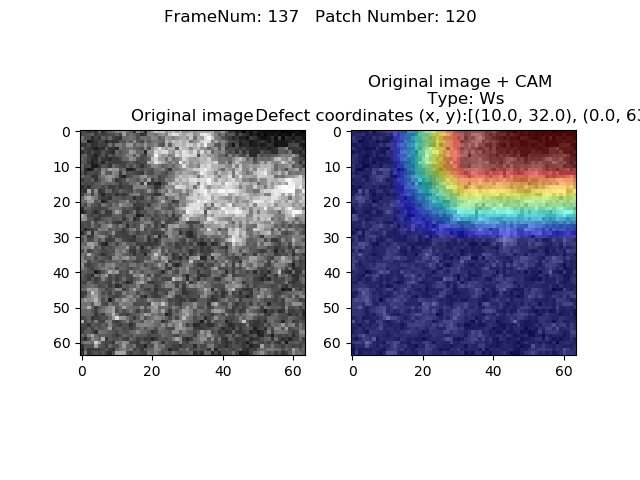 FrameNum: 137   Patch Number: 120
Original image
Original image + CAM
Type: Ws
Defect coordinates (x, y):[(10.0, 32.0), (0.0, 63
0
10
20
30
40
50
60
0 20 40 60
0
10
20
30
40
50
60
0 20 40 60